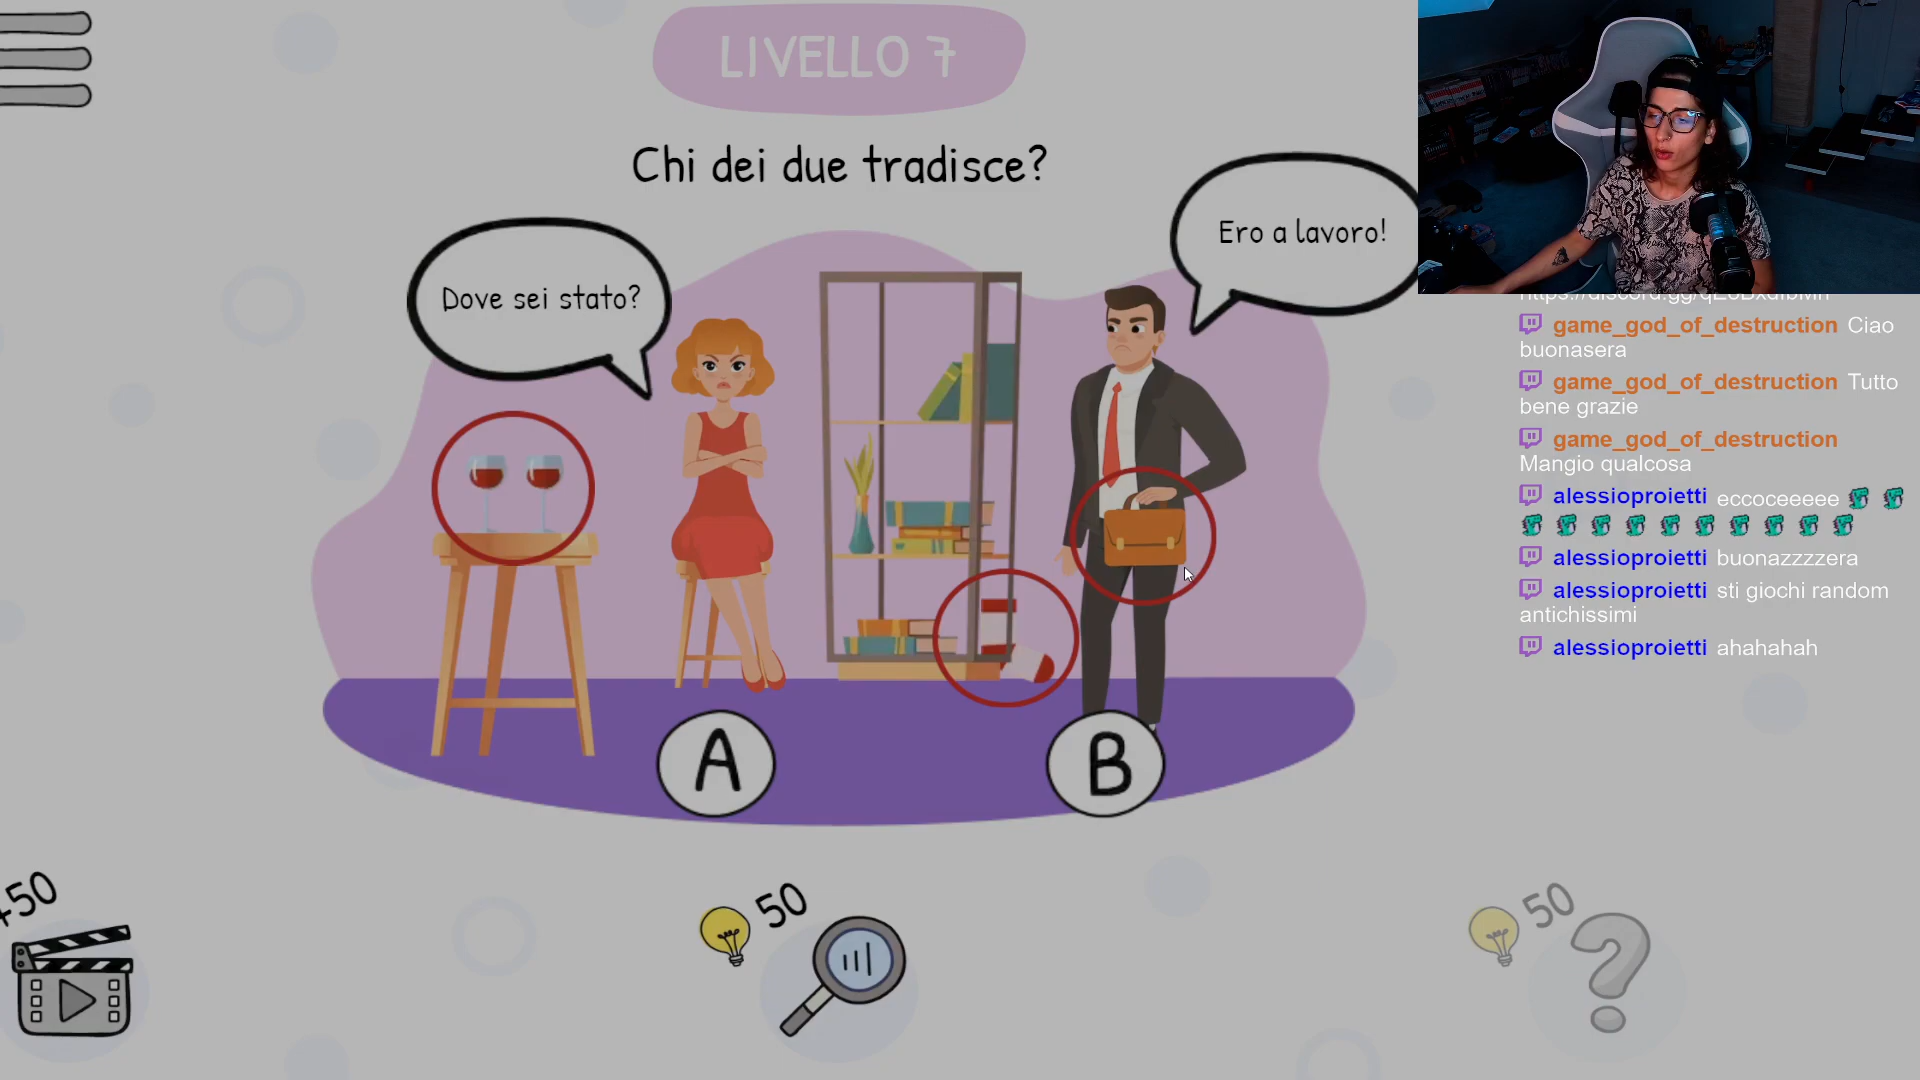 LIVELLO 7
Chi dei due tradisce?
Dove sei stato?
Ero a lavoro!
A
B
+50
50
50
game_god_of_destruction Ciao
buonasera
game_god_of_destruction Tutto
bene grazie
game_god_of_destruction
Mangio qualcosa
alessioproietti eccoceeeee
alessioproietti buonazzzzera
alessioproietti sti giochi random
antichissimi
alessioproietti ahahahah